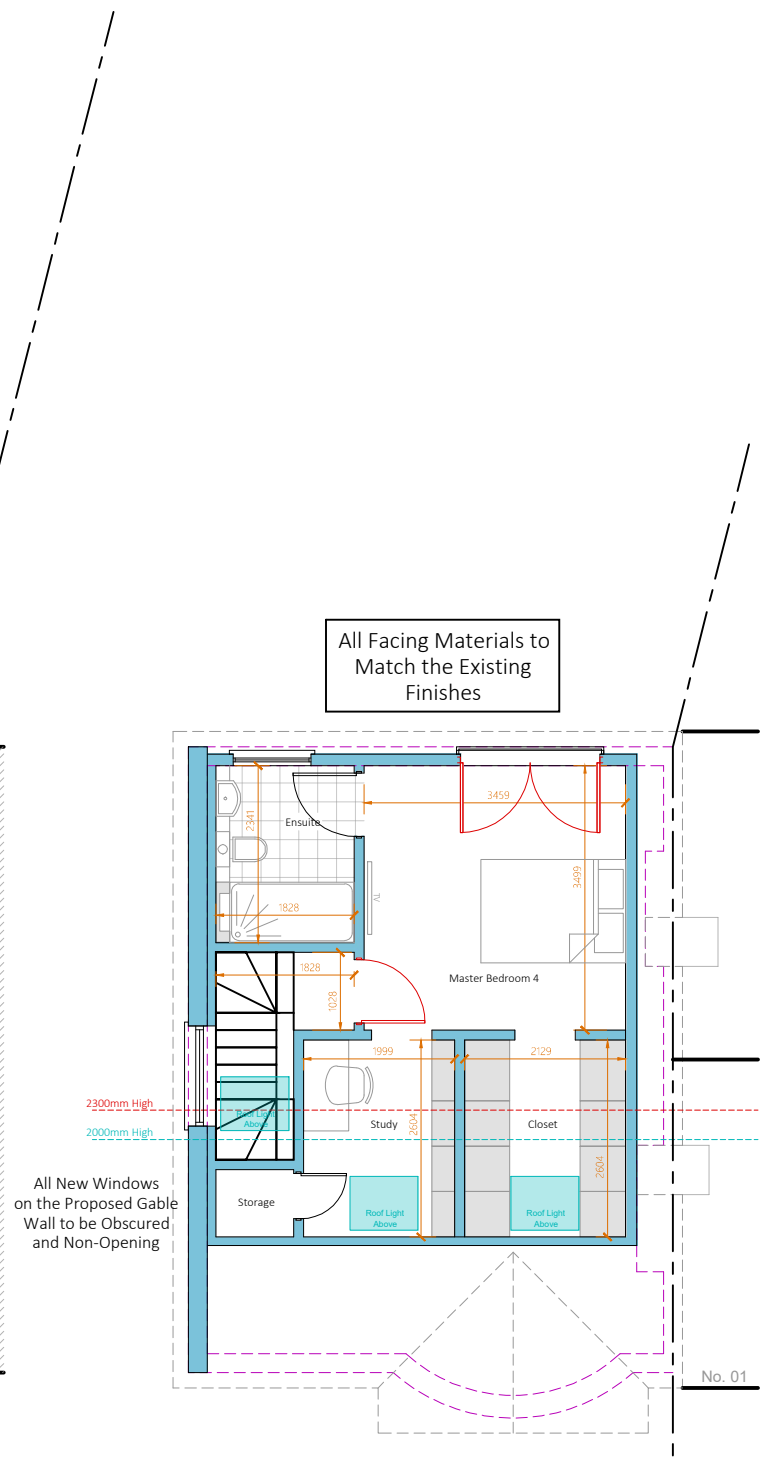 All Facing Materials to
Match the Existing
Finishes
3459
2341
Ensuite
3499
TV
1828
1828
1028
Master Bedroom 4
1999
2129
2300mm High
Roof Light
Above
Study
2604
Closet
2000mm High
2604
All New Windows
on the Proposed Gable
Wall to be Obscured
and Non-Opening
Storage
Roof Light
Above
Roof Light
Above
No. 01